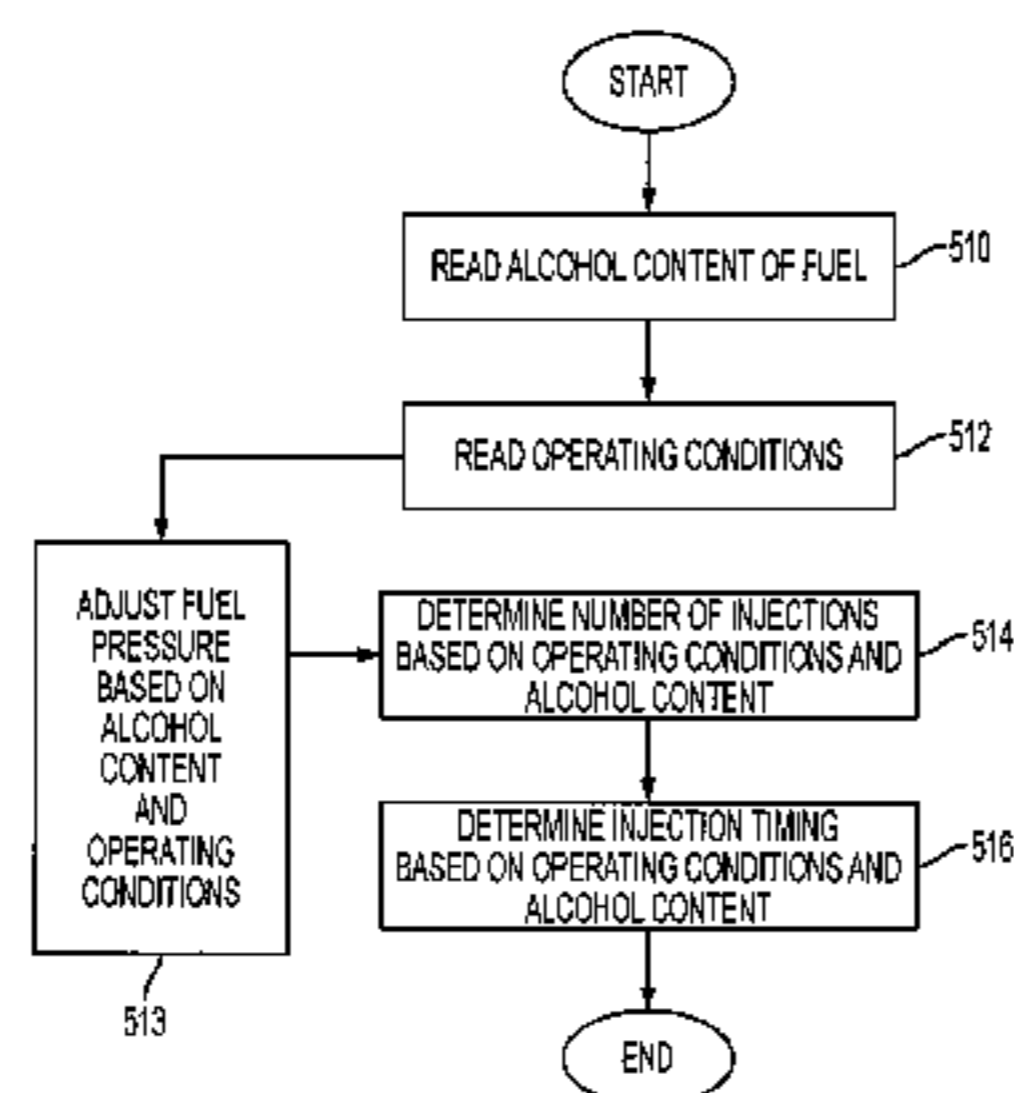 START
READ ALCOHOL CONTENT OF FUEL
510
READ OPERATING CONDITIONS
512
ADJUST FUEL
PRESSURE
BASED ON
ALCOHOL
CONTENT
AND
OPERATING
CONDITIONS
513
DETERMINE NUMBER OF INJECTIONS
BASED ON OPERATING CONDITIONS AND
ALCOHOL CONTENT
514
DETERMINE INJECTION TIMING
BASED ON OPERATING CONDITIONS AND
ALCOHOL CONTENT
516
END